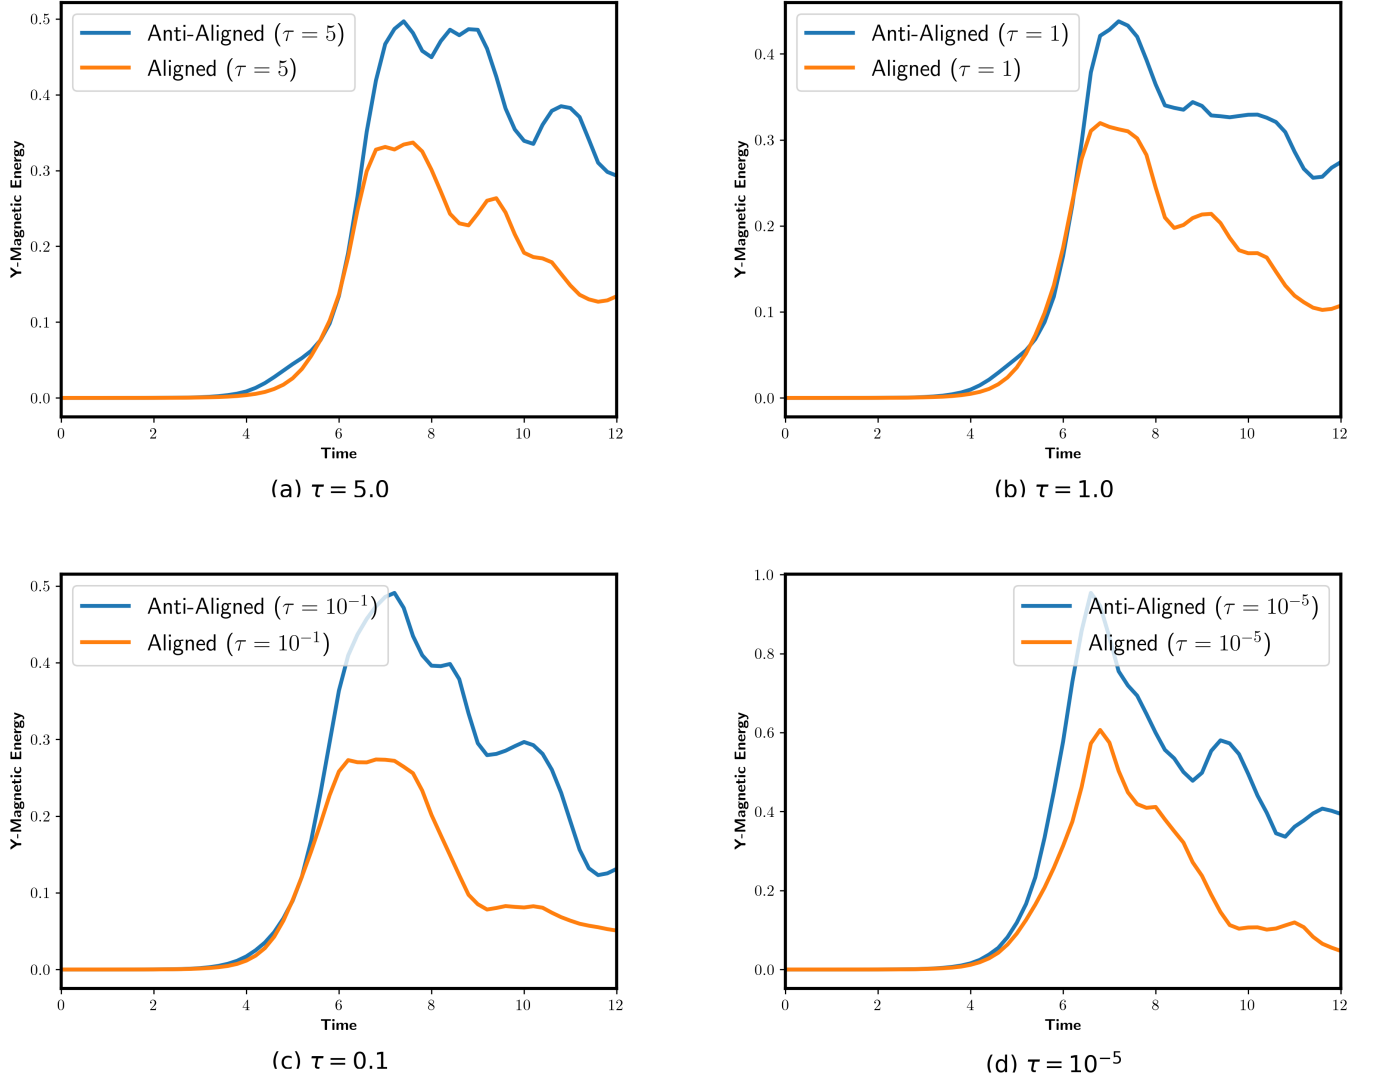 Anti-Aligned (τ = 5)
Aligned (τ = 5)
Y-Magnetic Energy
0.5
0.4
0.3
0.2
0.1
0.0
0 2 4 6 8 10 12
Time
(a) τ = 5.0
Anti-Aligned (τ = 1)
Aligned (τ = 1)
Y-Magnetic Energy
0.4
0.3
0.2
0.1
0.0
0 2 4 6 8 10 12
Time
(b) τ = 1.0
Anti-Aligned (τ = 10⁻¹)
Aligned (τ = 10⁻¹)
Y-Magnetic Energy
0.5
0.4
0.3
0.2
0.1
0.0
0 2 4 6 8 10 12
Time
(c) τ = 0.1
Anti-Aligned (τ = 10⁻⁵)
Aligned (τ = 10⁻⁵)
Y-Magnetic Energy
1.0
0.8
0.6
0.4
0.2
0.0
0 2 4 6 8 10 12
Time
(d) τ = 10⁻⁵